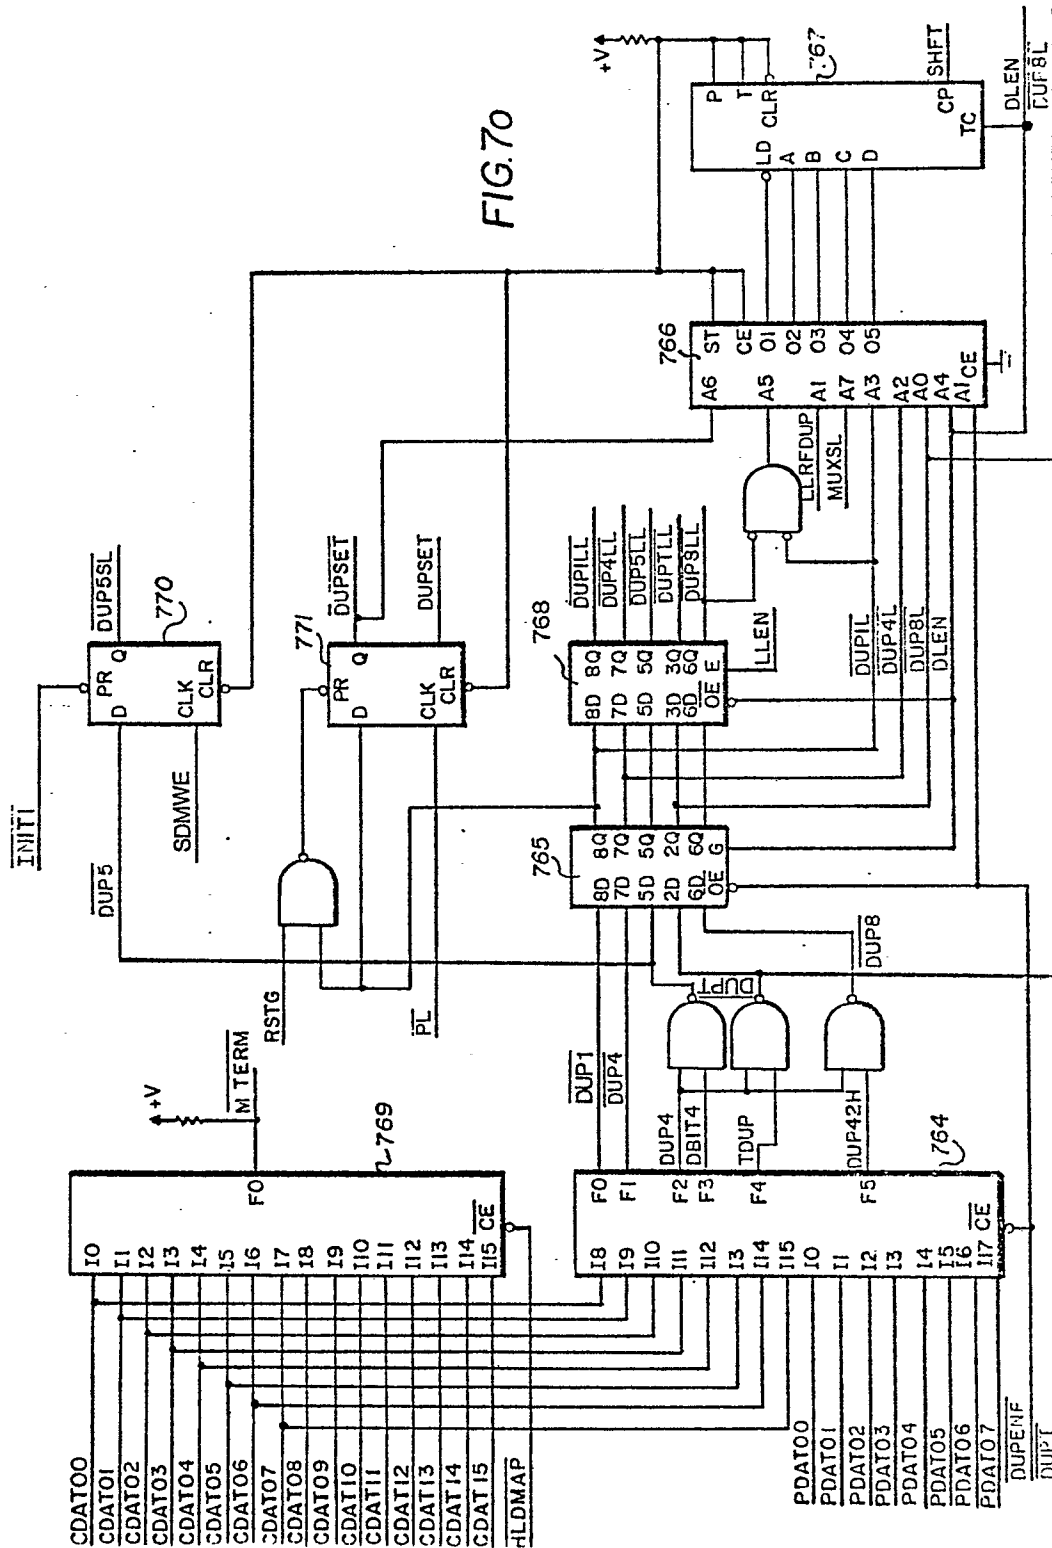 FIG.7o
+V
P
T
CLR
767
SHFT
CP
TC
LD
A
B
C
D
DLEN
DUP8L
INIT1
DUP5SL
770
PR
Q
D
CLK
CLR
SDMWE
DUP5
DUPSET
DUPSET
771
PR
Q
D
CLK
CLR
RSTG
PL
766
A6
ST
CE
A5
O1
A1
O2
A7
O3
A3
O4
A2
O5
A0
A4
A1
CE
LLRFDUP
MUXSL
DUP1LL
DUP4LL
DUP5LL
DUPTLL
DUP8LL
768
8D 8Q
7D 7Q
5D 5Q
3D 3Q
6D 6Q
OE E
LLEN
DUP1L
DUP4L
DUP8L
DLEN
765
8D 8Q
7D 7Q
5D 5Q
2D 2Q
6D 6Q
OE G
DUP8
DUPT
DUP1
DUP4
DUP4
DBIT4
TDUP
DUP42H
+V
M TERM
769
F0
CDAT00 I0
CDAT01 I1
CDAT02 I2
CDAT03 I3
CDAT04 I4
CDAT05 I5
CDAT06 I6
CDAT07 I7
CDAT08 I8
CDAT09 I9
CDAT10 I10
CDAT11 I11
CDAT12 I12
CDAT13 I13
CDAT14 I14
CDAT15 I15
HLDMAP CE
764
F0
F1
F2
F3
F4
F5
I8
I9
I10
I11
I12
I3
I14
I15
PDAT00 I0
PDAT01 I1
PDAT02 I2
PDAT03 I3
PDAT04 I4
PDAT05 I5
PDAT06 I6
PDAT07 I17
CE
DUPENF
DUPT